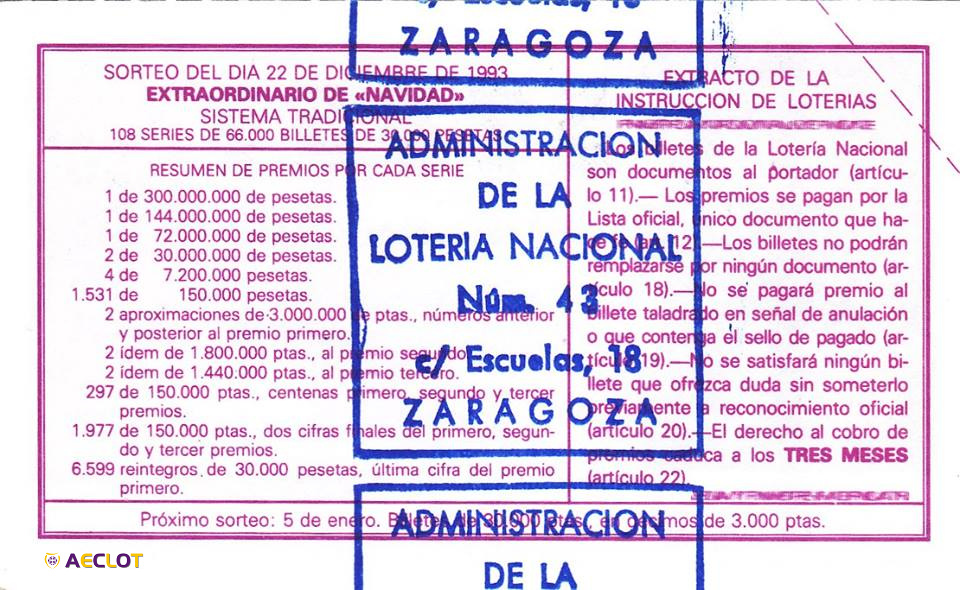 c/ Escuelas, 18
ZARAGOZA
SORTEO DEL DIA 22 DE DICIEMBRE DE 1993
EXTRAORDINARIO DE «NAVIDAD»
SISTEMA TRADICIONAL
108 SERIES DE 66.000 BILLETES DE 30.000 PESETAS
RESUMEN DE PREMIOS POR CADA SERIE
1 de 300.000.000 de pesetas.
1 de 144.000.000 de pesetas.
1 de 72.000.000 de pesetas.
2 de 30.000.000 de pesetas.
4 de 7.200.000 pesetas.
1.531 de 150.000 pesetas.
2 aproximaciones de 3.000.000 de ptas., números anterior
y posterior al premio primero.
2 ídem de 1.800.000 ptas., al premio segundo.
2 ídem de 1.440.000 ptas., al premio tercero.
297 de 150.000 ptas., centenas primero, segundo y tercer
premios.
1.977 de 150.000 ptas., dos cifras finales del primero, segun-
do y tercer premios.
6.599 reintegros de 30.000 pesetas, última cifra del premio
primero.
EXTRACTO DE LA
INSTRUCCION DE LOTERIAS
Los billetes de la Lotería Nacional
son documentos al portador (artícu-
lo 11).— Los premios se pagan por la
Lista oficial, único documento que ha-
ce fe (art. 12).—Los billetes no podrán
remplazarse por ningún documento (ar-
tículo 18).—No se pagará premio al
billete taladrado en señal de anulación
o que contenga el sello de pagado (ar-
tículo 19).—No se satisfará ningún bi-
llete que ofrezca duda sin someterlo
previamente a reconocimiento oficial
(artículo 20).—El derecho al cobro de
premios caduca a los TRES MESES
(artículo 22).
Próximo sorteo: 5 de enero. Billetes de 30.000 ptas., en décimos de 3.000 ptas.
ADMINISTRACION
DE LA
LOTERIA NACIONAL
Núm. 43
c/ Escuelas, 18
ZARAGOZA
ADMINISTRACION
DE LA
AECLOT